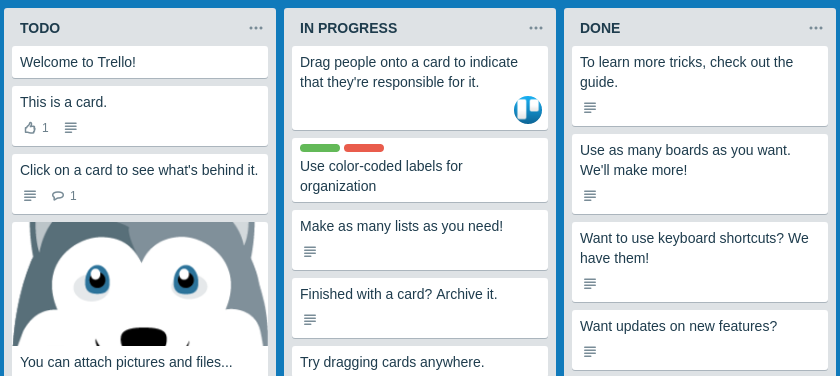 TODO
Welcome to Trello!
This is a card.
1
Click on a card to see what's behind it.
1
You can attach pictures and files...
IN PROGRESS
Drag people onto a card to indicate
that they're responsible for it.
Use color-coded labels for
organization
Make as many lists as you need!
Finished with a card? Archive it.
Try dragging cards anywhere.
DONE
To learn more tricks, check out the
guide.
Use as many boards as you want.
We'll make more!
Want to use keyboard shortcuts? We
have them!
Want updates on new features?